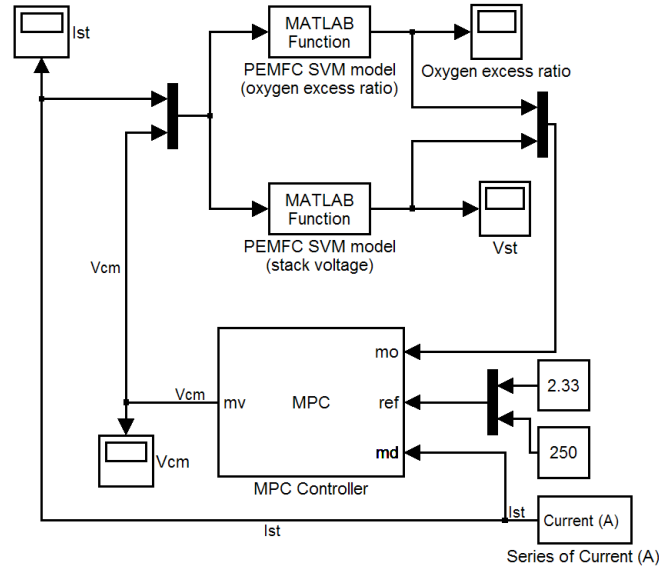 Ist
MATLAB
Function
PEMFC SVM model
(oxygen excess ratio)
Oxygen excess ratio
MATLAB
Function
PEMFC SVM model
(stack voltage)
Vst
Vcm
Vcm
mv
MPC
mo
ref
md
MPC Controller
Vcm
2.33
250
Ist
Ist
Current (A)
Series of Current (A)